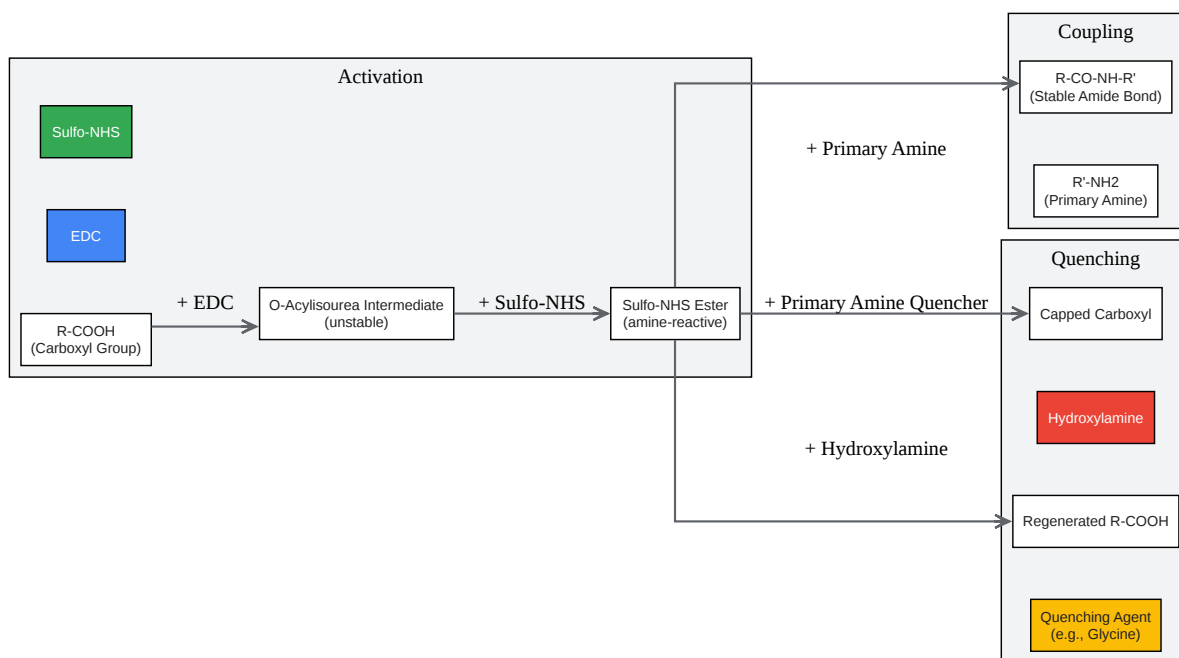 Coupling
Activation
R-CO-NH-R'
(Stable Amide Bond)
Sulfo-NHS
+ Primary Amine
R'-NH2
(Primary Amine)
EDC
Quenching
+ EDC
O-Acylisourea Intermediate
(unstable)
+ Sulfo-NHS
Sulfo-NHS Ester
(amine-reactive)
+ Primary Amine Quencher
Capped Carboxyl
R-COOH
(Carboxyl Group)
Hydroxylamine
+ Hydroxylamine
Regenerated R-COOH
Quenching Agent
(e.g., Glycine)